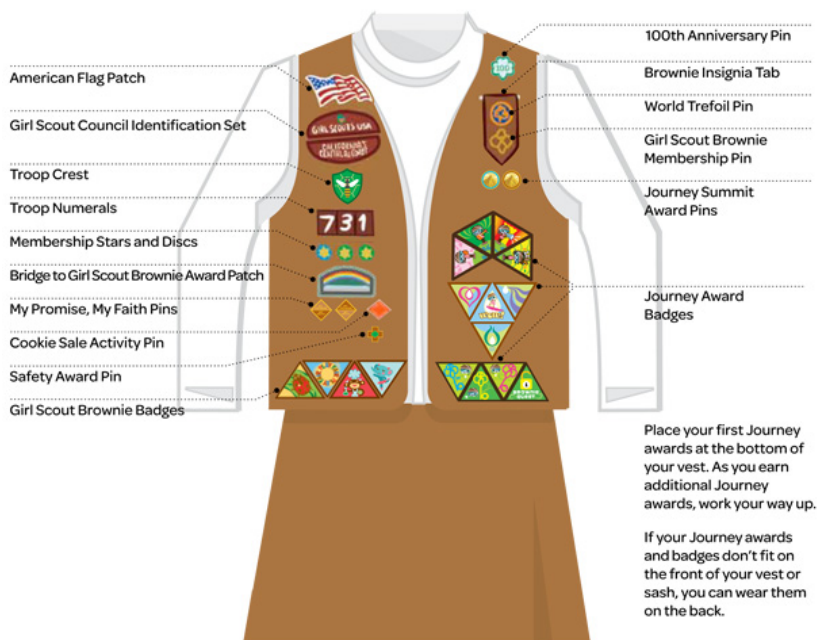 American Flag Patch
Girl Scout Council Identification Set
Troop Crest
Troop Numerals
Membership Stars and Discs
Bridge to Girl Scout Brownie Award Patch
My Promise, My Faith Pins
Cookie Sale Activity Pin
Safety Award Pin
Girl Scout Brownie Badges
GIRL SCOUTS USA
CALIFORNIA'S
CENTRAL COAST
731
100
100th Anniversary Pin
Brownie Insignia Tab
World Trefoil Pin
Girl Scout Brownie
Membership Pin
Journey Summit
Award Pins
Journey Award
Badges
BROWNIE
QUEST
Place your first Journey
awards at the bottom of
your vest. As you earn
additional Journey
awards, work your way up.
If your Journey awards
and badges don't fit on
the front of your vest or
sash, you can wear them
on the back.